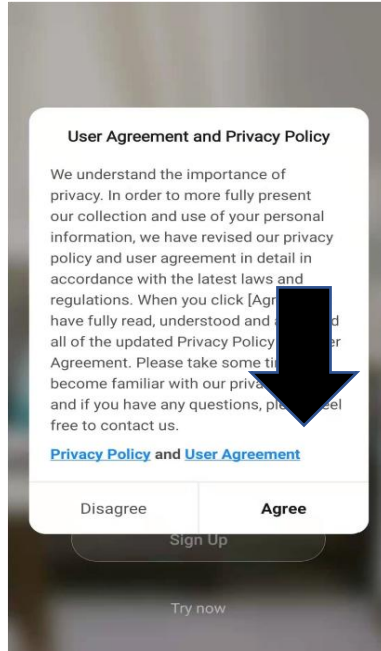 User Agreement and Privacy Policy
We understand the importance of
privacy. In order to more fully present
our collection and use of your personal
information, we have revised our privacy
policy and user agreement in detail in
accordance with the latest laws and
regulations. When you click
have fully read, understood and
all of the updated Privacy Policy
Agreement. Please take some
become familiar with our
and if you have any questions,
free to contact us.
Privacy Policy and User Agreement
Disagree Agree
Sign Up
Try now